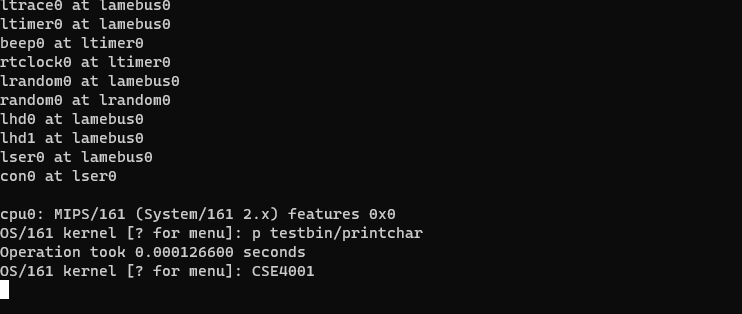 ltrace0 at lamebus0
ltimer0 at lamebus0
beep0 at ltimer0
rtclock0 at ltimer0
lrandom0 at lamebus0
random0 at lrandom0
lhd0 at lamebus0
lhd1 at lamebus0
lser0 at lamebus0
con0 at lser0
cpu0: MIPS/161 (System/161 2.x) features 0x0
OS/161 kernel [? for menu]: p testbin/printchar
Operation took 0.000126600 seconds
OS/161 kernel [? for menu]: CSE4001